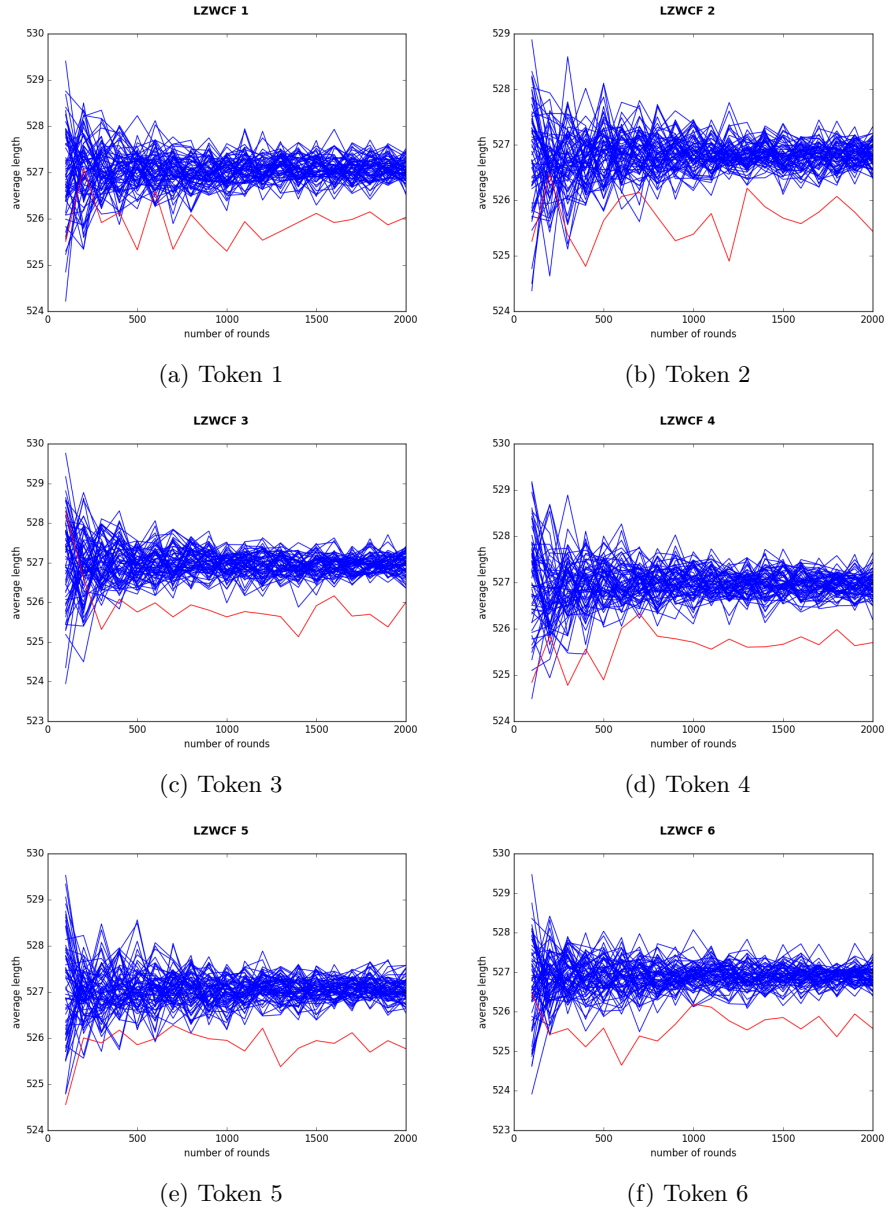 LZWCF 1
530
529
528
527
526
525
524
average length
0 500 1000 1500 2000
number of rounds
(a) Token 1
LZWCF 2
529
528
527
526
525
524
average length
0 500 1000 1500 2000
number of rounds
(b) Token 2
LZWCF 3
530
529
528
527
526
525
524
523
average length
0 500 1000 1500 2000
number of rounds
(c) Token 3
LZWCF 4
530
529
528
527
526
525
524
average length
0 500 1000 1500 2000
number of rounds
(d) Token 4
LZWCF 5
530
529
528
527
526
525
524
average length
0 500 1000 1500 2000
number of rounds
(e) Token 5
LZWCF 6
530
529
528
527
526
525
524
523
average length
0 500 1000 1500 2000
number of rounds
(f) Token 6